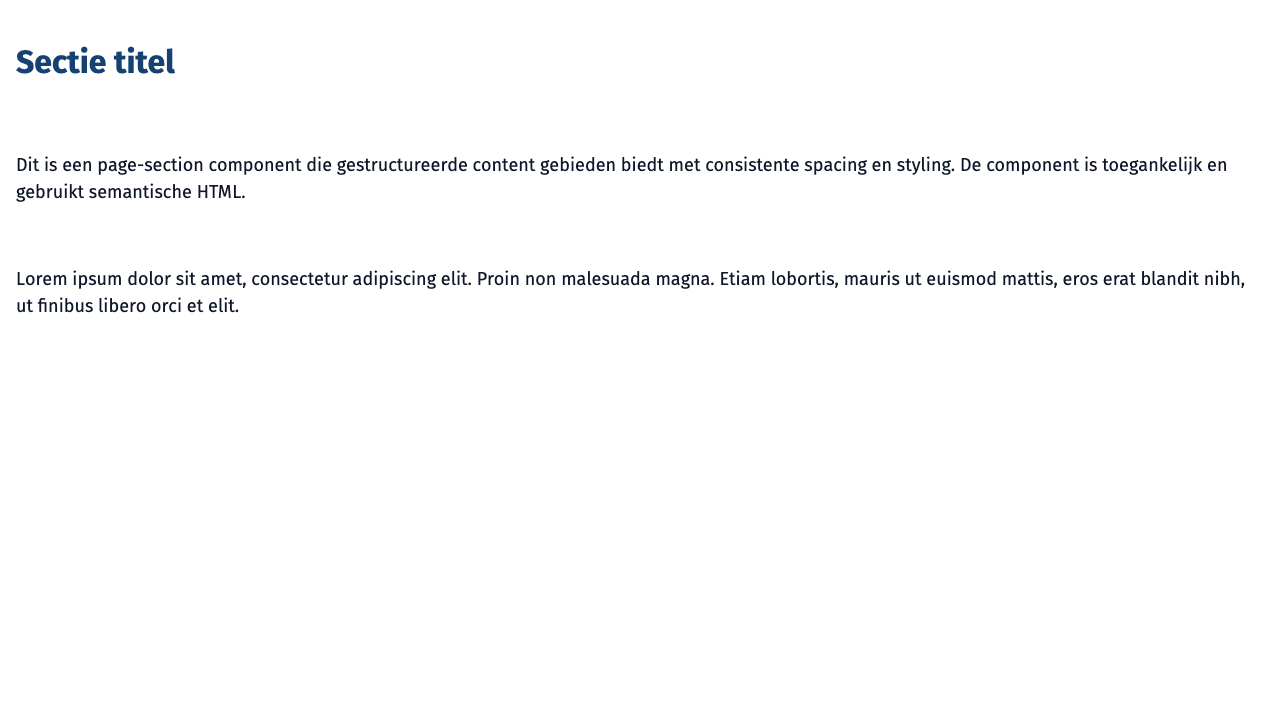 Sectie titel
Dit is een page-section component die gestructureerde content gebieden biedt met consistente spacing en styling. De component is toegankelijk en
gebruikt semantische HTML.
Lorem ipsum dolor sit amet, consectetur adipiscing elit. Proin non malesuada magna. Etiam lobortis, mauris ut euismod mattis, eros erat blandit nibh,
ut finibus libero orci et elit.